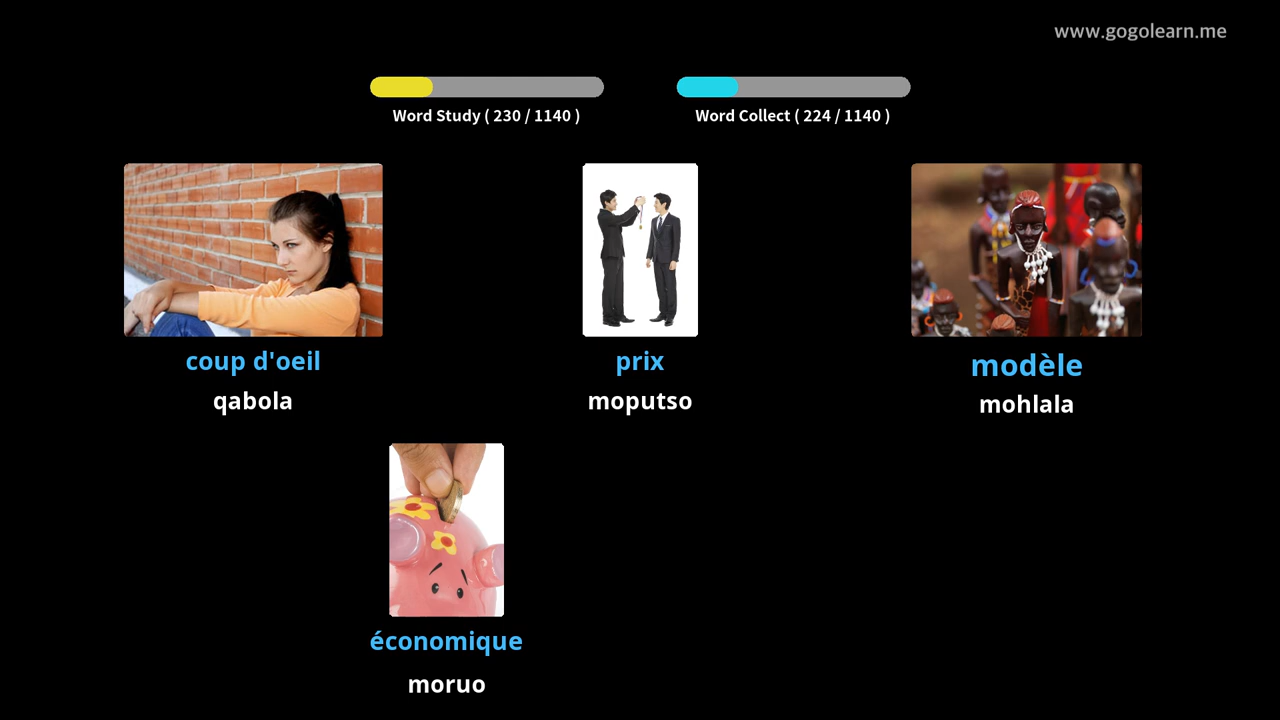 www.gogolearn.me
Word Study ( 230 / 1140 )
Word Collect ( 224 / 1140 )
coup d'oeil
qabola
prix
moputso
modèle
mohlala
économique
moruo